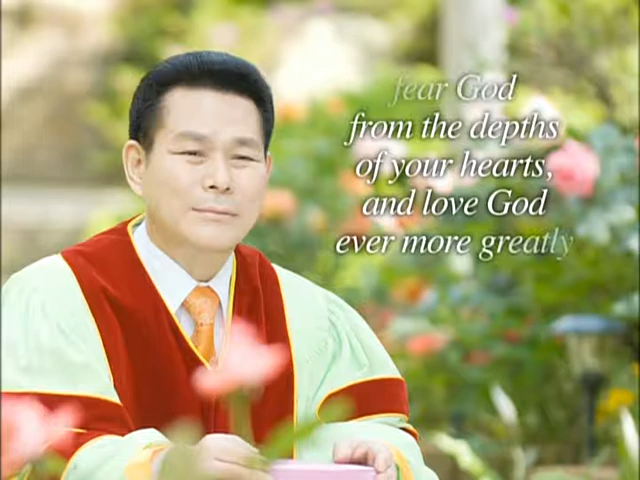 fear God
from the depths
of your hearts,
and love God
ever more greatly